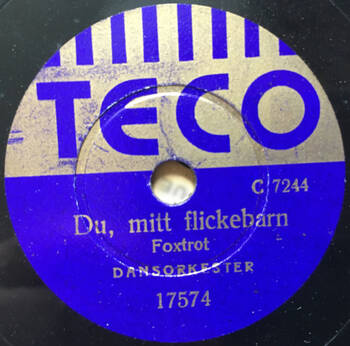 TECO
C 7244
Du, mitt flickebarn
Foxtrot
DANSORKESTER
17574